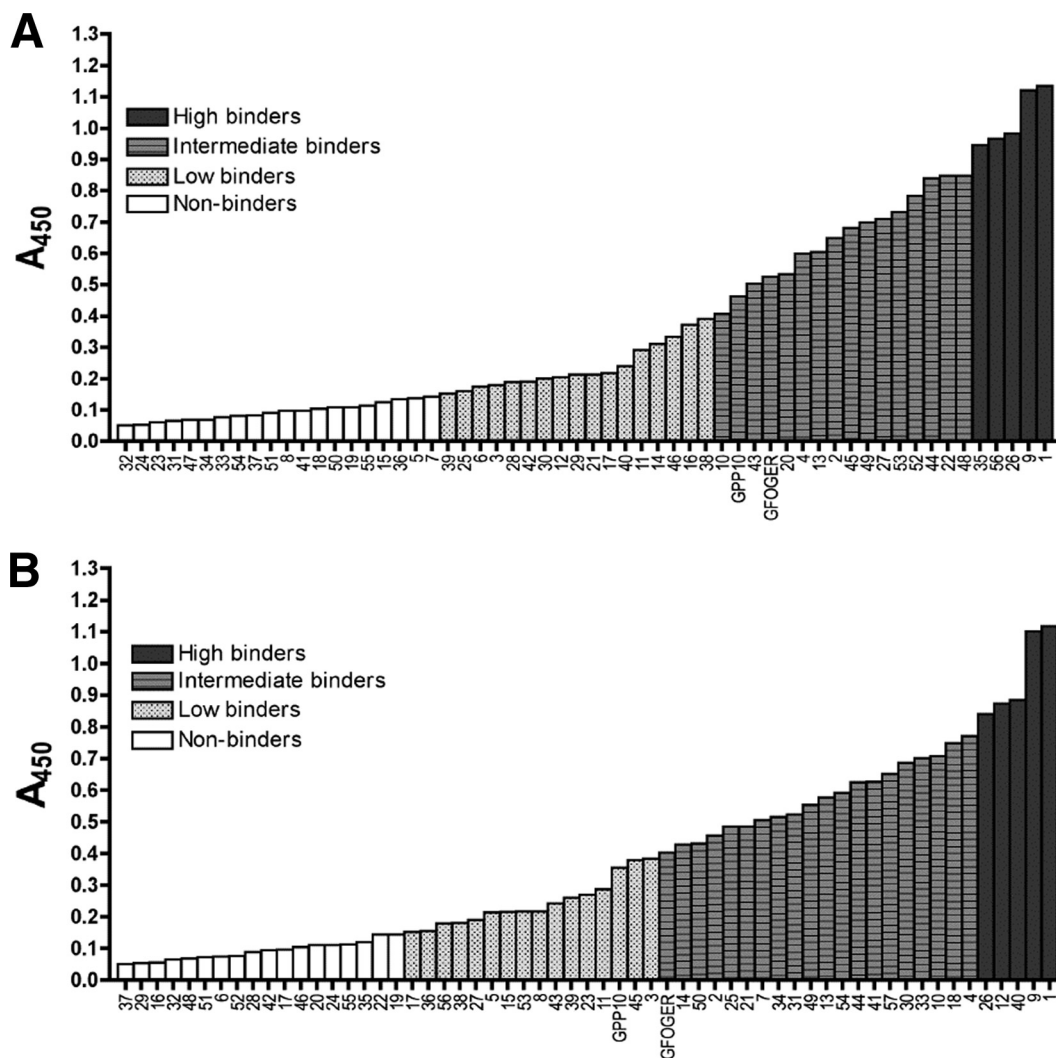 A
1.3
1.2
1.1
1.0
0.9
0.8
0.7
0.6
0.5
0.4
0.3
0.2
0.1
0.0
A450
High binders
Intermediate binders
Low binders
Non-binders
32 24 23 31 47 34 33 54 37 51 8 41 18 50 19 55 15 36 5 7 39 25 6 3 28 42 30 12 29 21 17 40 11 14 46 16 38 10 GPP10 43 GFOGER 20 4 13 2 45 49 27 53 52 44 22 48 35 56 26 9 1
B
1.3
1.2
1.1
1.0
0.9
0.8
0.7
0.6
0.5
0.4
0.3
0.2
0.1
0.0
A450
High binders
Intermediate binders
Low binders
Non-binders
37 29 16 32 48 51 6 52 28 42 17 46 20 24 55 35 22 19 17 36 56 38 27 5 15 53 8 43 39 23 11 GPP10 45 3 GFOGER 14 50 2 25 21 7 34 31 49 13 54 44 41 57 30 33 10 18 4 26 12 40 9 1